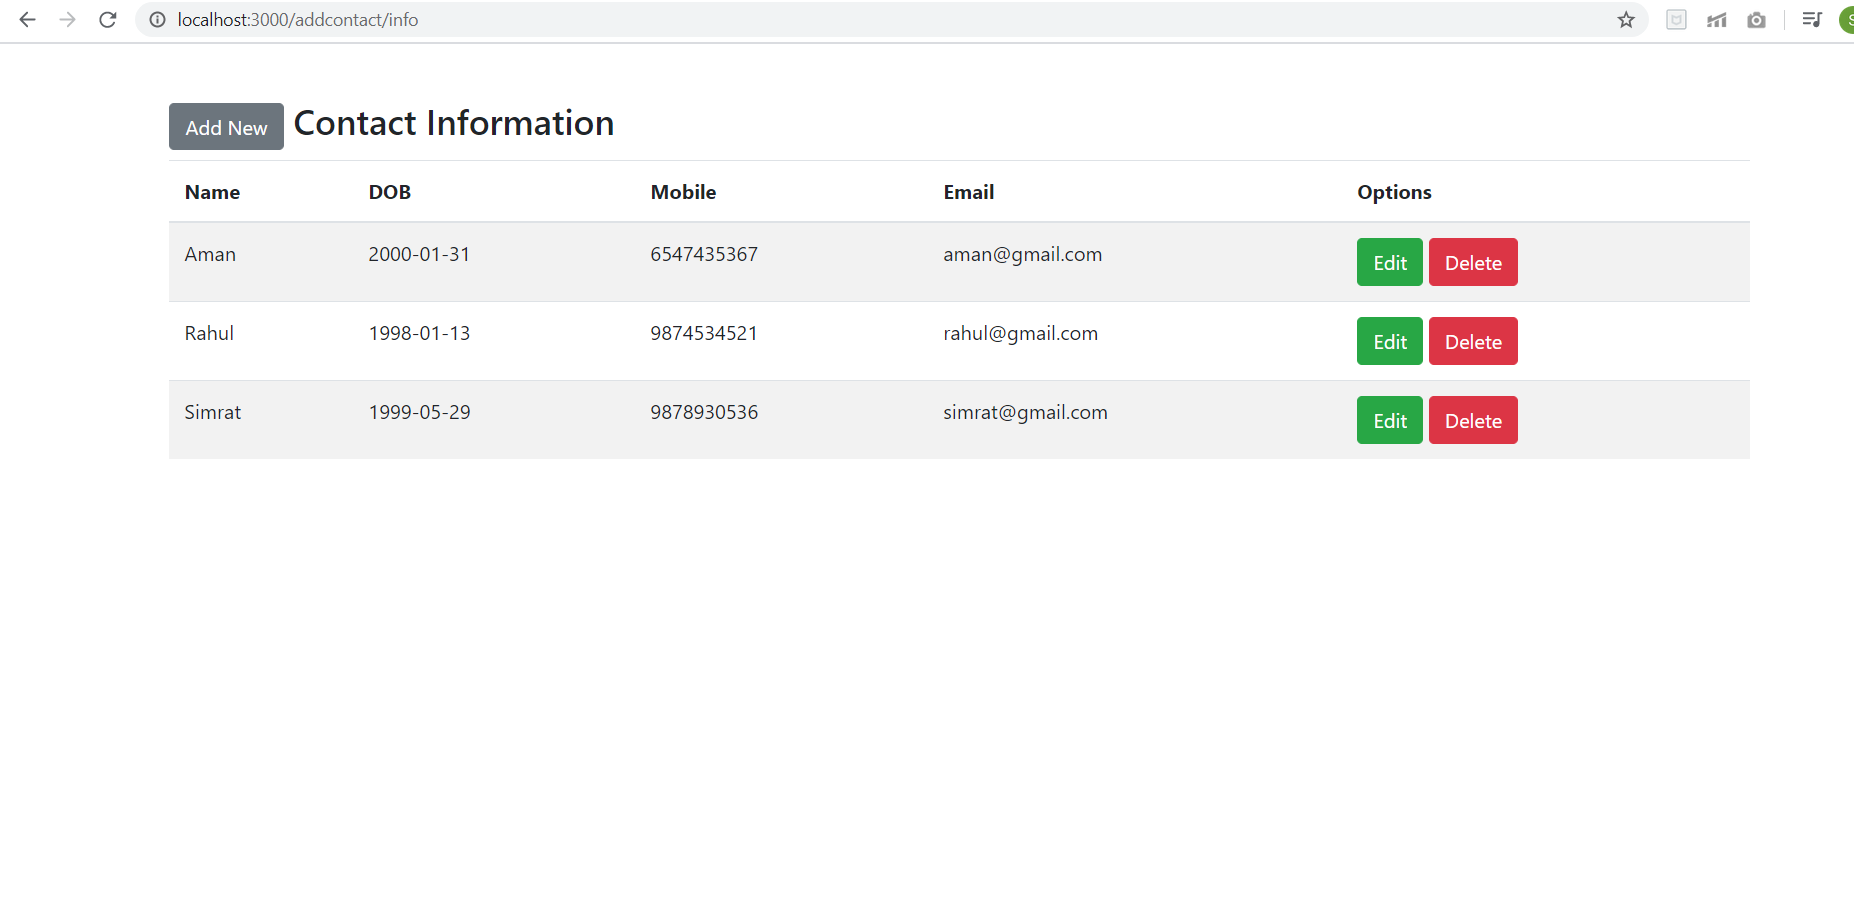 localhost:3000/addcontact/info
S
Add New Contact Information
Name DOB Mobile Email Options
Aman 2000-01-31 6547435367 aman@gmail.com Edit Delete
Rahul 1998-01-13 9874534521 rahul@gmail.com Edit Delete
Simrat 1999-05-29 9878930536 simrat@gmail.com Edit Delete